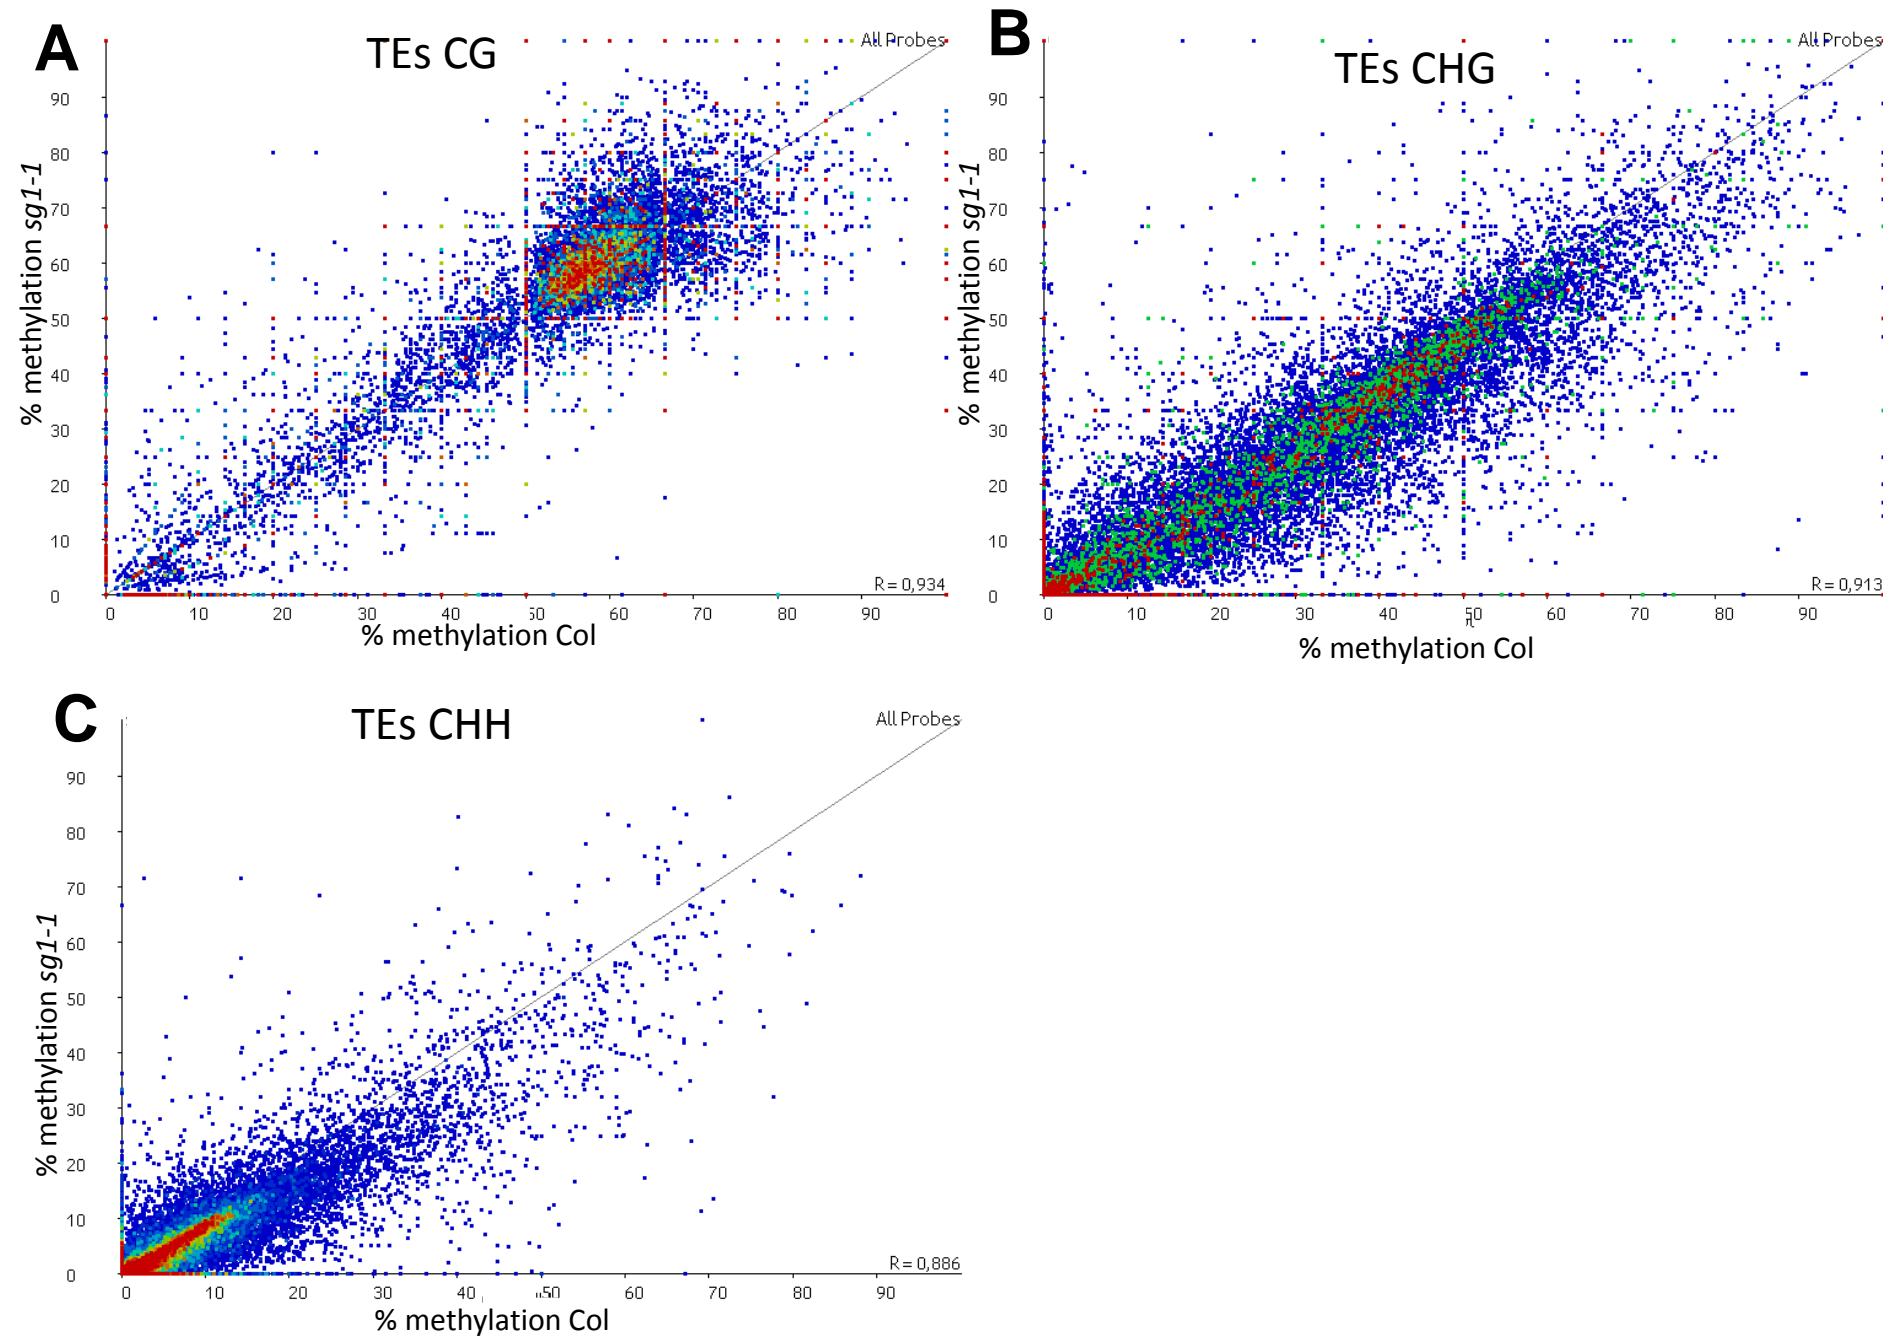 A
TEs CG
All Probes
% methylation sg1-1
90
80
70
60
50
40
30
20
10
0
R = 0,934
0 10 20 30 40 50 60 70 80 90
% methylation Col
B
TEs CHG
All Probes
% methylation sg1-1
90
80
70
60
50
40
30
20
10
0
R = 0,913
0 10 20 30 40 50 60 70 80 90
% methylation Col
C
TEs CHH
All Probes
% methylation sg1-1
90
80
70
60
50
40
30
20
10
0
R = 0,886
0 10 20 30 40 50 60 70 80 90
% methylation Col